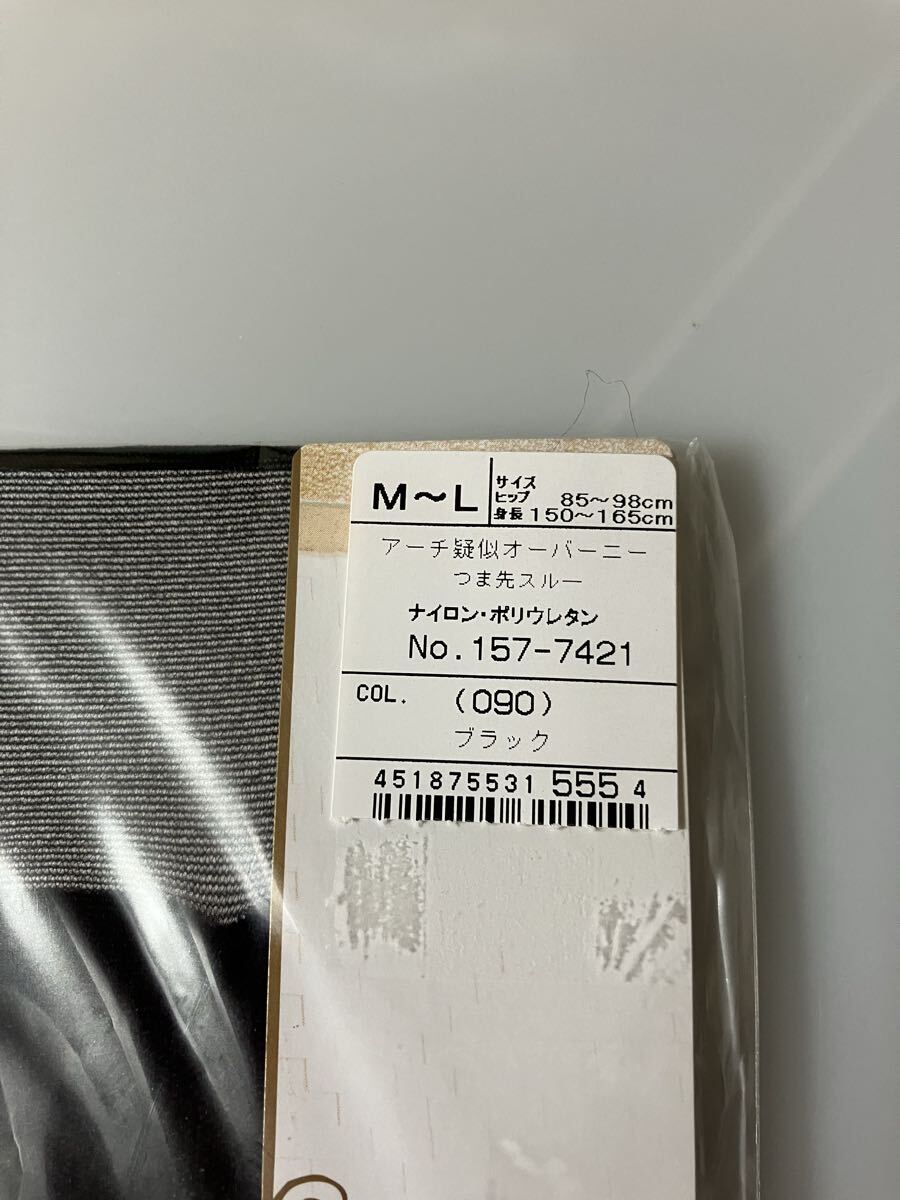 M～L
サイズ
ヒップ 85～98cm
身長 150～165cm
アーチ疑似オーバーニー
つま先スルー
ナイロン・ポリウレタン
No.157-7421
COL. (090)
ブラック
451875531 555 4